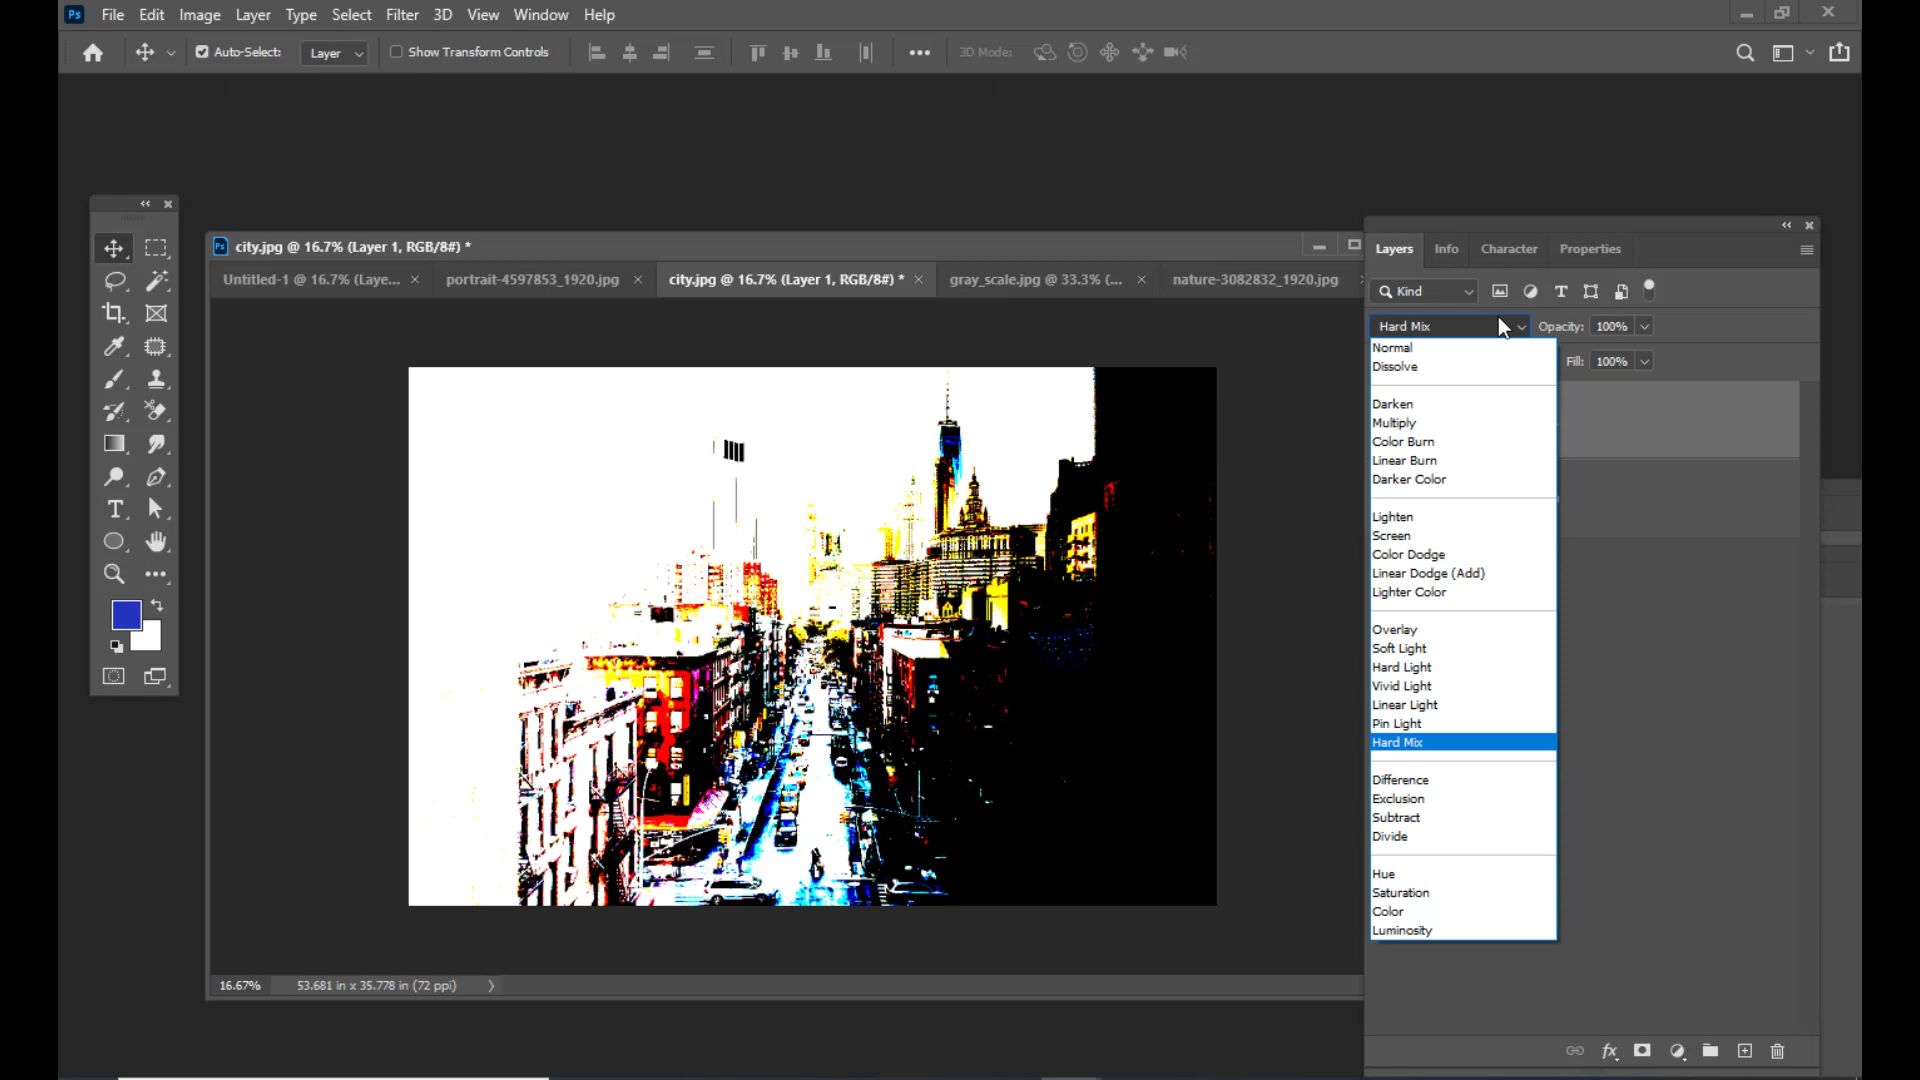 Ps File Edit Image Layer Type Select Filter 3D View Window Help
Auto-Select: Layer Show Transform Controls 3D Mode:
Ps city.jpg @ 16.7% (Layer 1, RGB/8#) *
Untitled-1 @ 16.7% (Laye... portrait-4597853_1920.jpg city.jpg @ 16.7% (Layer 1, RGB/8#) * gray_scale.jpg @ 33.3% (... nature-3082832_1920.jpg
Layers Info Character Properties
Kind
Hard Mix Opacity: 100%
Fill: 100%
Normal
Dissolve
Darken
Multiply
Color Burn
Linear Burn
Darker Color
Lighten
Screen
Color Dodge
Linear Dodge (Add)
Lighter Color
Overlay
Soft Light
Hard Light
Vivid Light
Linear Light
Pin Light
Hard Mix
Difference
Exclusion
Subtract
Divide
Hue
Saturation
Color
Luminosity
16.67% 53.681 in x 35.778 in (72 ppi)